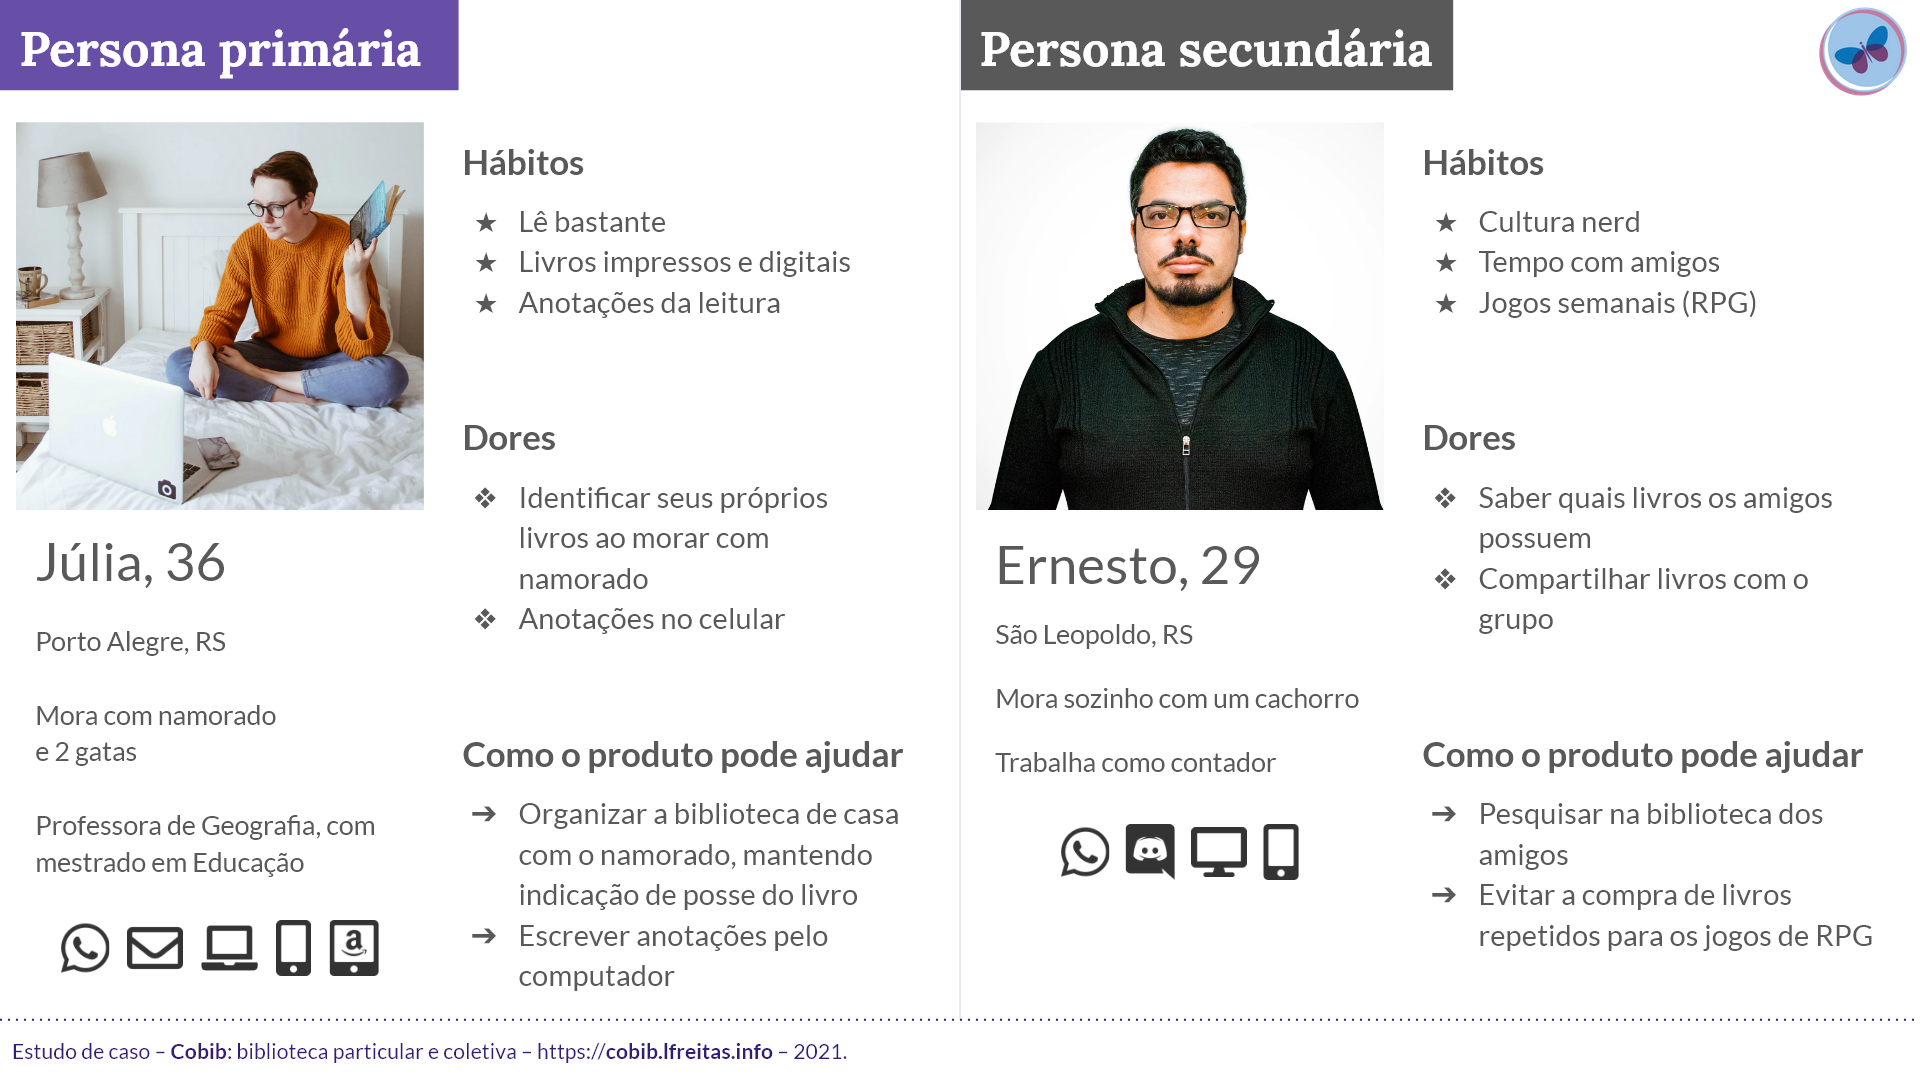 Persona primária
Júlia, 36
Porto Alegre, RS
Mora com namorado
e 2 gatas
Professora de Geografia, com
mestrado em Educação
Hábitos
★ Lê bastante
★ Livros impressos e digitais
★ Anotações da leitura
Dores
❖ Identificar seus próprios
livros ao morar com
namorado
❖ Anotações no celular
Como o produto pode ajudar
➔ Organizar a biblioteca de casa
com o namorado, mantendo
indicação de posse do livro
➔ Escrever anotações pelo
computador
Persona secundária
Ernesto, 29
São Leopoldo, RS
Mora sozinho com um cachorro
Trabalha como contador
Hábitos
★ Cultura nerd
★ Tempo com amigos
★ Jogos semanais (RPG)
Dores
❖ Saber quais livros os amigos
possuem
❖ Compartilhar livros com o
grupo
Como o produto pode ajudar
➔ Pesquisar na biblioteca dos
amigos
➔ Evitar a compra de livros
repetidos para os jogos de RPG
Estudo de caso – Cobib: biblioteca particular e coletiva – https://cobib.lfreitas.info – 2021.